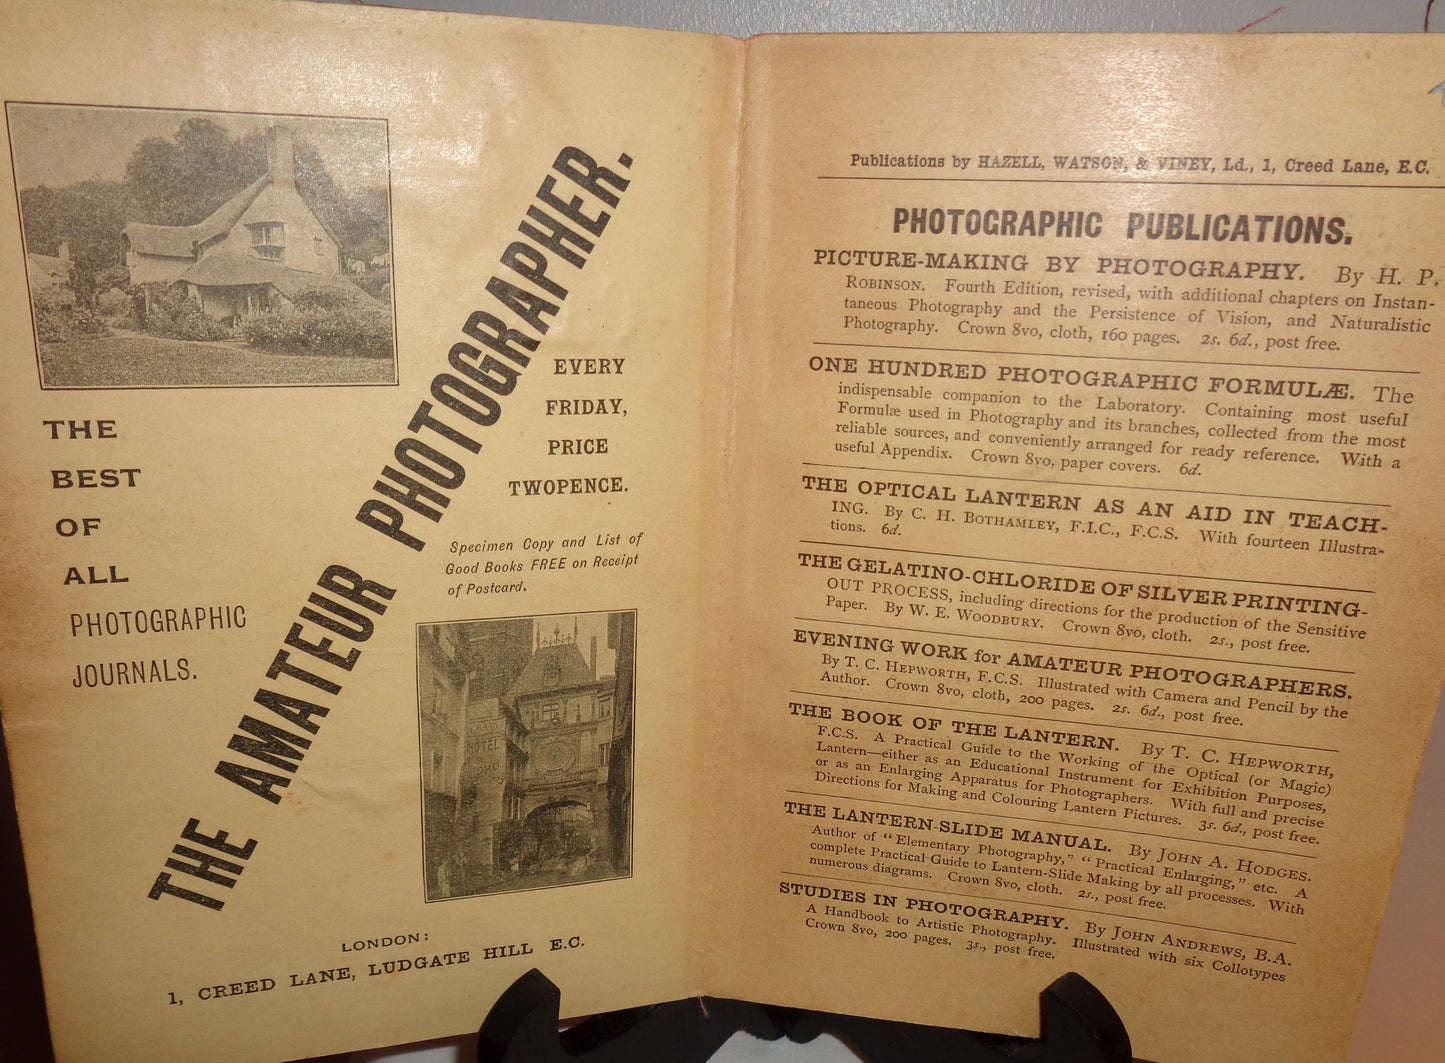 THE
BEST
OF
ALL
PHOTOGRAPHIC
JOURNALS.
THE AMATEUR PHOTOGRAPHER.
EVERY
FRIDAY,
PRICE
TWOPENCE.
Specimen Copy and List of
Good Books FREE on Receipt
of Postcard.
HOTEL
LONDON:
1, CREED LANE, LUDGATE HILL E.C.
Publications by HAZELL, WATSON, & VINEY, Ld., 1, Creed Lane, E.C.
PHOTOGRAPHIC PUBLICATIONS.
PICTURE-MAKING BY PHOTOGRAPHY. By H. P.
ROBINSON. Fourth Edition, revised, with additional chapters on Instan-
taneous Photography and the Persistence of Vision, and Naturalistic
Photography. Crown 8vo, cloth, 160 pages. 2s. 6d., post free.
ONE HUNDRED PHOTOGRAPHIC FORMULÆ. The
indispensable companion to the Laboratory. Containing most useful
Formulæ used in Photography and its branches, collected from the most
reliable sources, and conveniently arranged for ready reference. With a
useful Appendix. Crown 8vo, paper covers. 6d.
THE OPTICAL LANTERN AS AN AID IN TEACH-
ING. By C. H. BOTHAMLEY, F.I.C., F.C.S. With fourteen Illustra-
tions. 6d.
THE GELATINO-CHLORIDE OF SILVER PRINTING-
OUT PROCESS, including directions for the production of the Sensitive
Paper. By W. E. WOODBURY. Crown 8vo, cloth. 2s., post free.
EVENING WORK for AMATEUR PHOTOGRAPHERS.
By T. C. HEPWORTH, F.C.S. Illustrated with Camera and Pencil by the
Author. Crown 8vo, cloth, 200 pages. 2s. 6d., post free.
THE BOOK OF THE LANTERN. By T. C. HEPWORTH,
F.C.S. A Practical Guide to the Working of the Optical (or Magic)
Lantern—either as an Educational Instrument for Exhibition Purposes,
or as an Enlarging Apparatus for Photographers. With full and precise
Directions for Making and Colouring Lantern Pictures. 3s. 6d., post free.
THE LANTERN-SLIDE MANUAL. By JOHN A. HODGES.
Author of "Elementary Photography," "Practical Enlarging," etc. A
complete Practical Guide to Lantern-Slide Making by all processes. With
numerous diagrams. Crown 8vo, cloth. 2s., post free.
STUDIES IN PHOTOGRAPHY. By JOHN ANDREWS, B.A.
A Handbook to Artistic Photography. Illustrated with six Collotypes
Crown 8vo, 200 pages. 3s., post free.